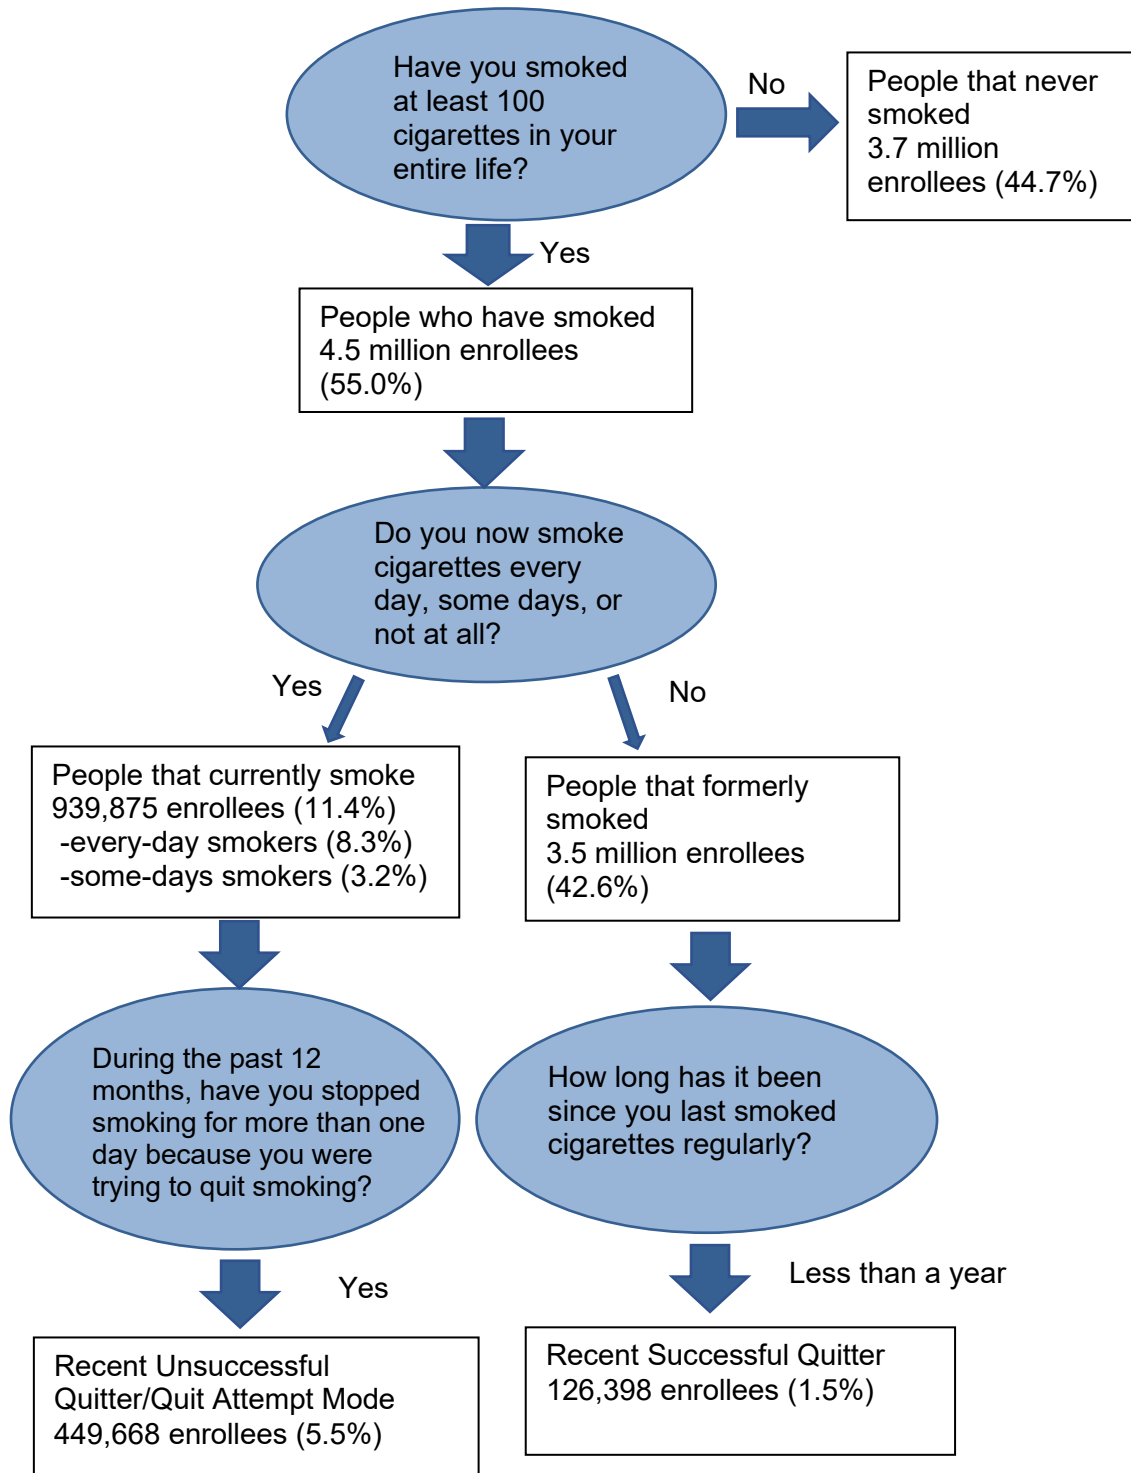 Have you smoked
at least 100
cigarettes in your
entire life?
No
People that never
smoked
3.7 million
enrollees (44.7%)
Yes
People who have smoked
4.5 million enrollees
(55.0%)
Do you now smoke
cigarettes every
day, some days, or
not at all?
Yes
No
People that currently smoke
939,875 enrollees (11.4%)
-every-day smokers (8.3%)
-some-days smokers (3.2%)
People that formerly
smoked
3.5 million enrollees
(42.6%)
During the past 12
months, have you stopped
smoking for more than one
day because you were
trying to quit smoking?
How long has it been
since you last smoked
cigarettes regularly?
Yes
Less than a year
Recent Unsuccessful
Quitter/Quit Attempt Mode
449,668 enrollees (5.5%)
Recent Successful Quitter
126,398 enrollees (1.5%)